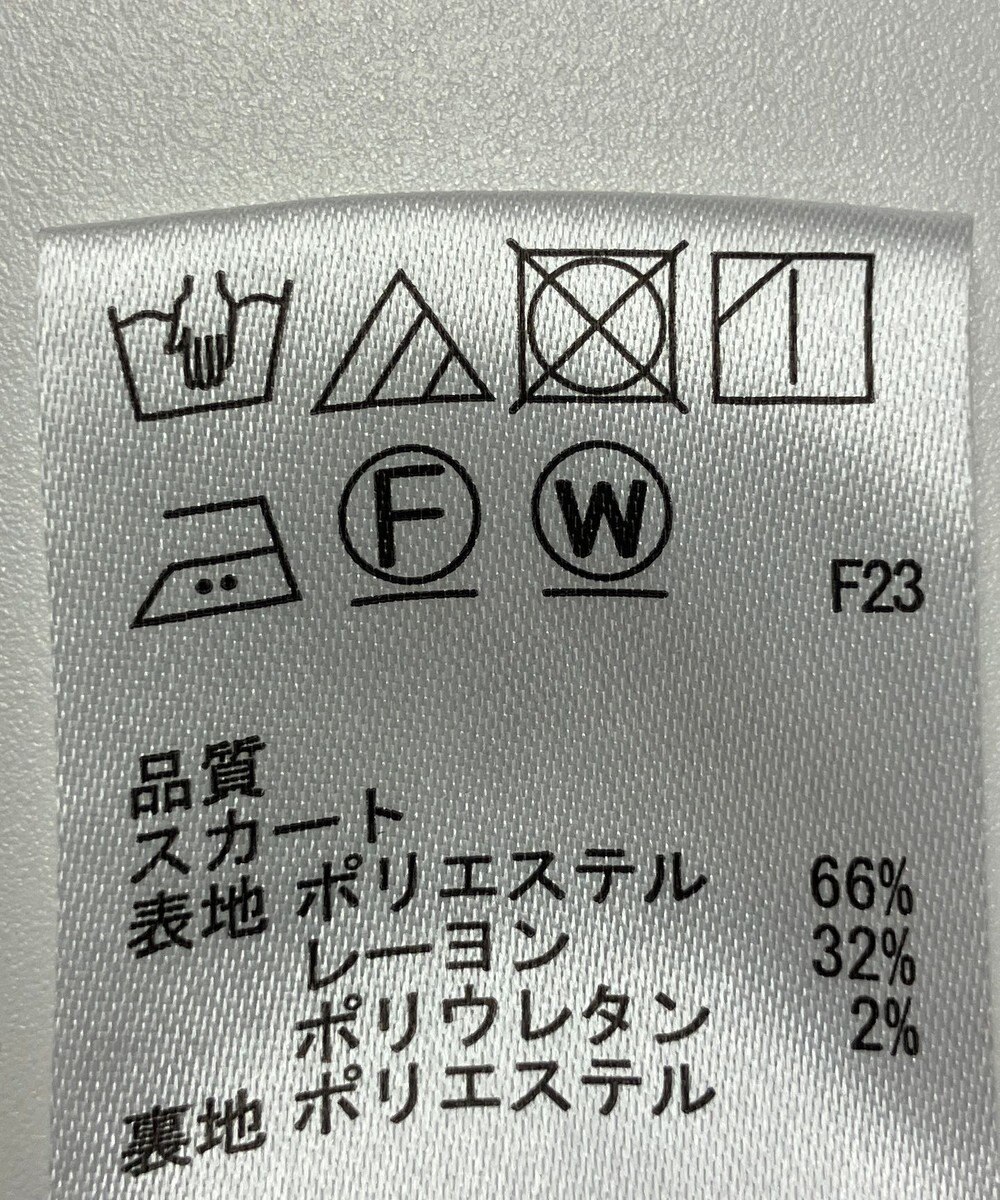 F W
F23
品質
スカート
表地 ポリエステル 66%
レーヨン 32%
ポリウレタン 2%
裏地 ポリエステル